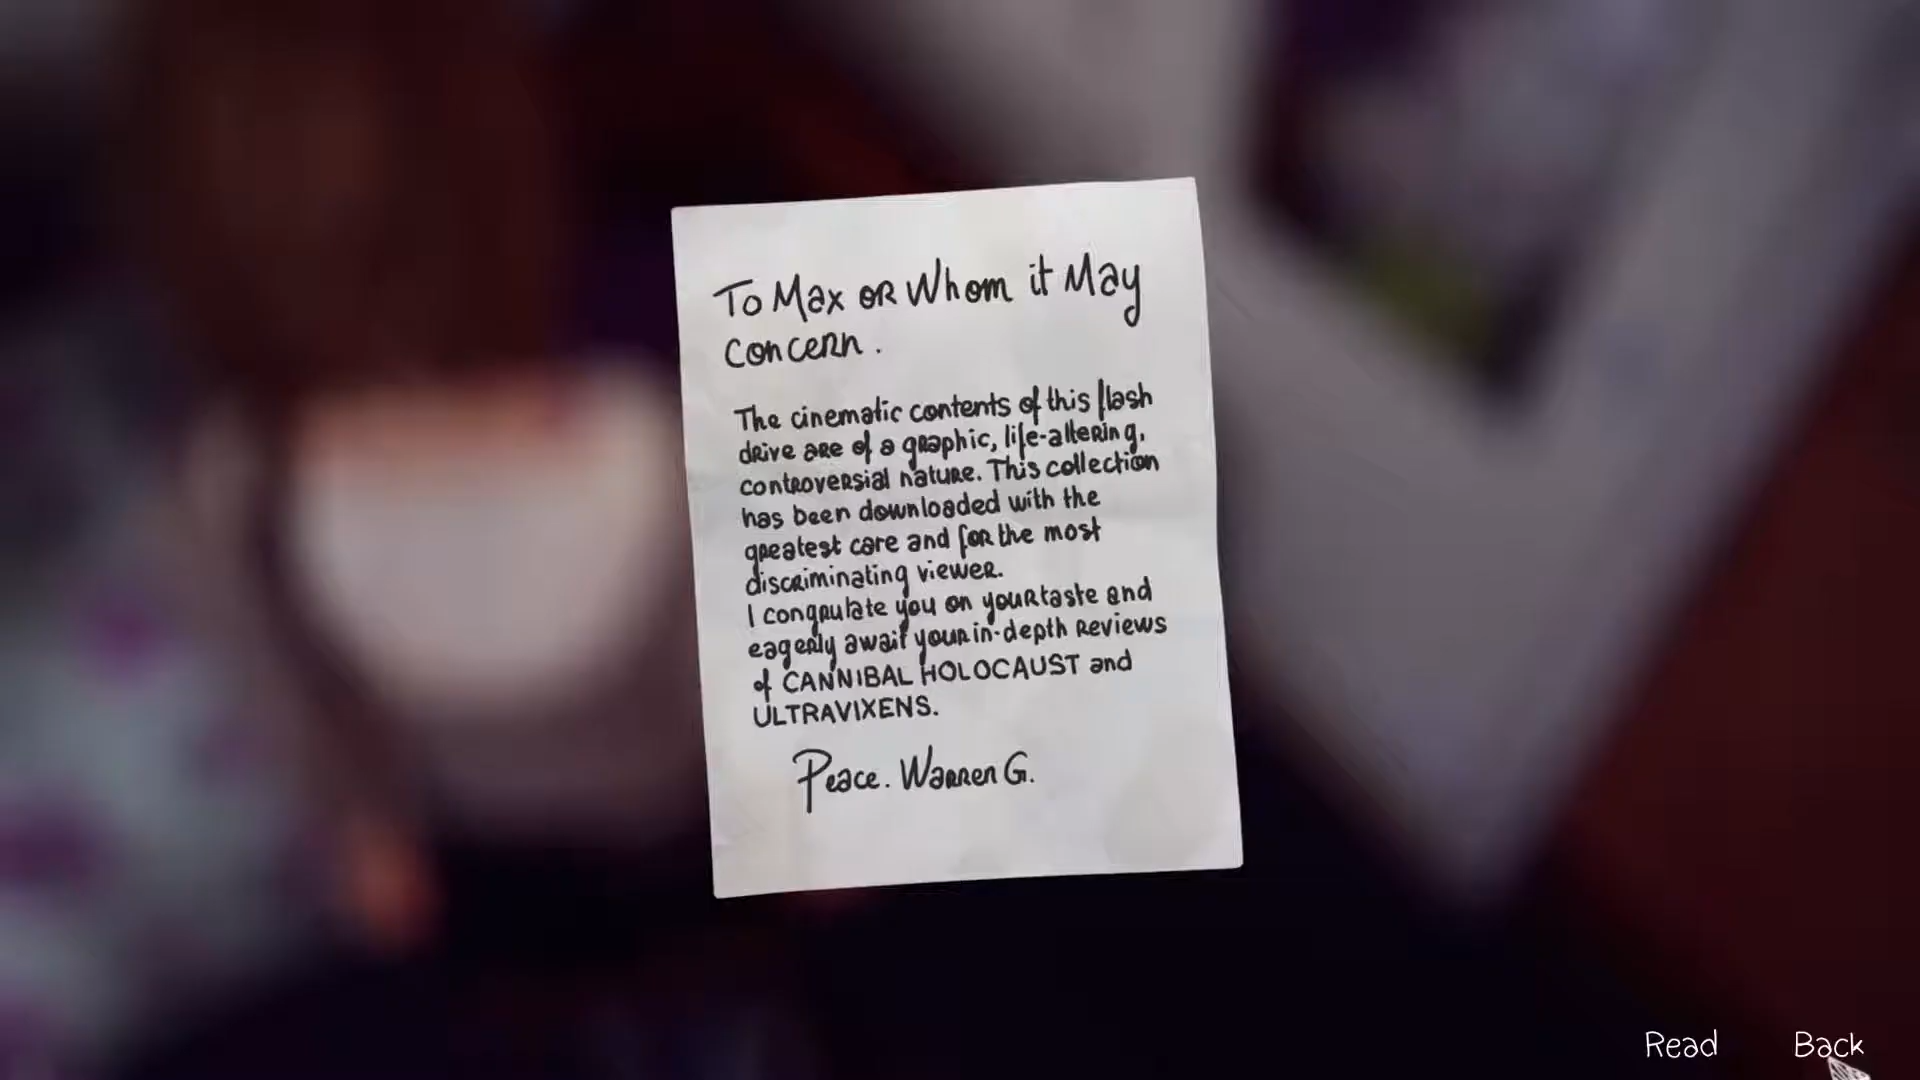 To Max or Whom it May
Concern.
The cinematic contents of this flash
drive are of a graphic, life-altering,
controversial nature. This collection
has been downloaded with the
greatest care and for the most
discriminating viewer.
I congrulate you on your taste and
eagerly await your in-depth reviews
of CANNIBAL HOLOCAUST and
ULTRAVIXENS.
Peace. Warren G.
Read Back